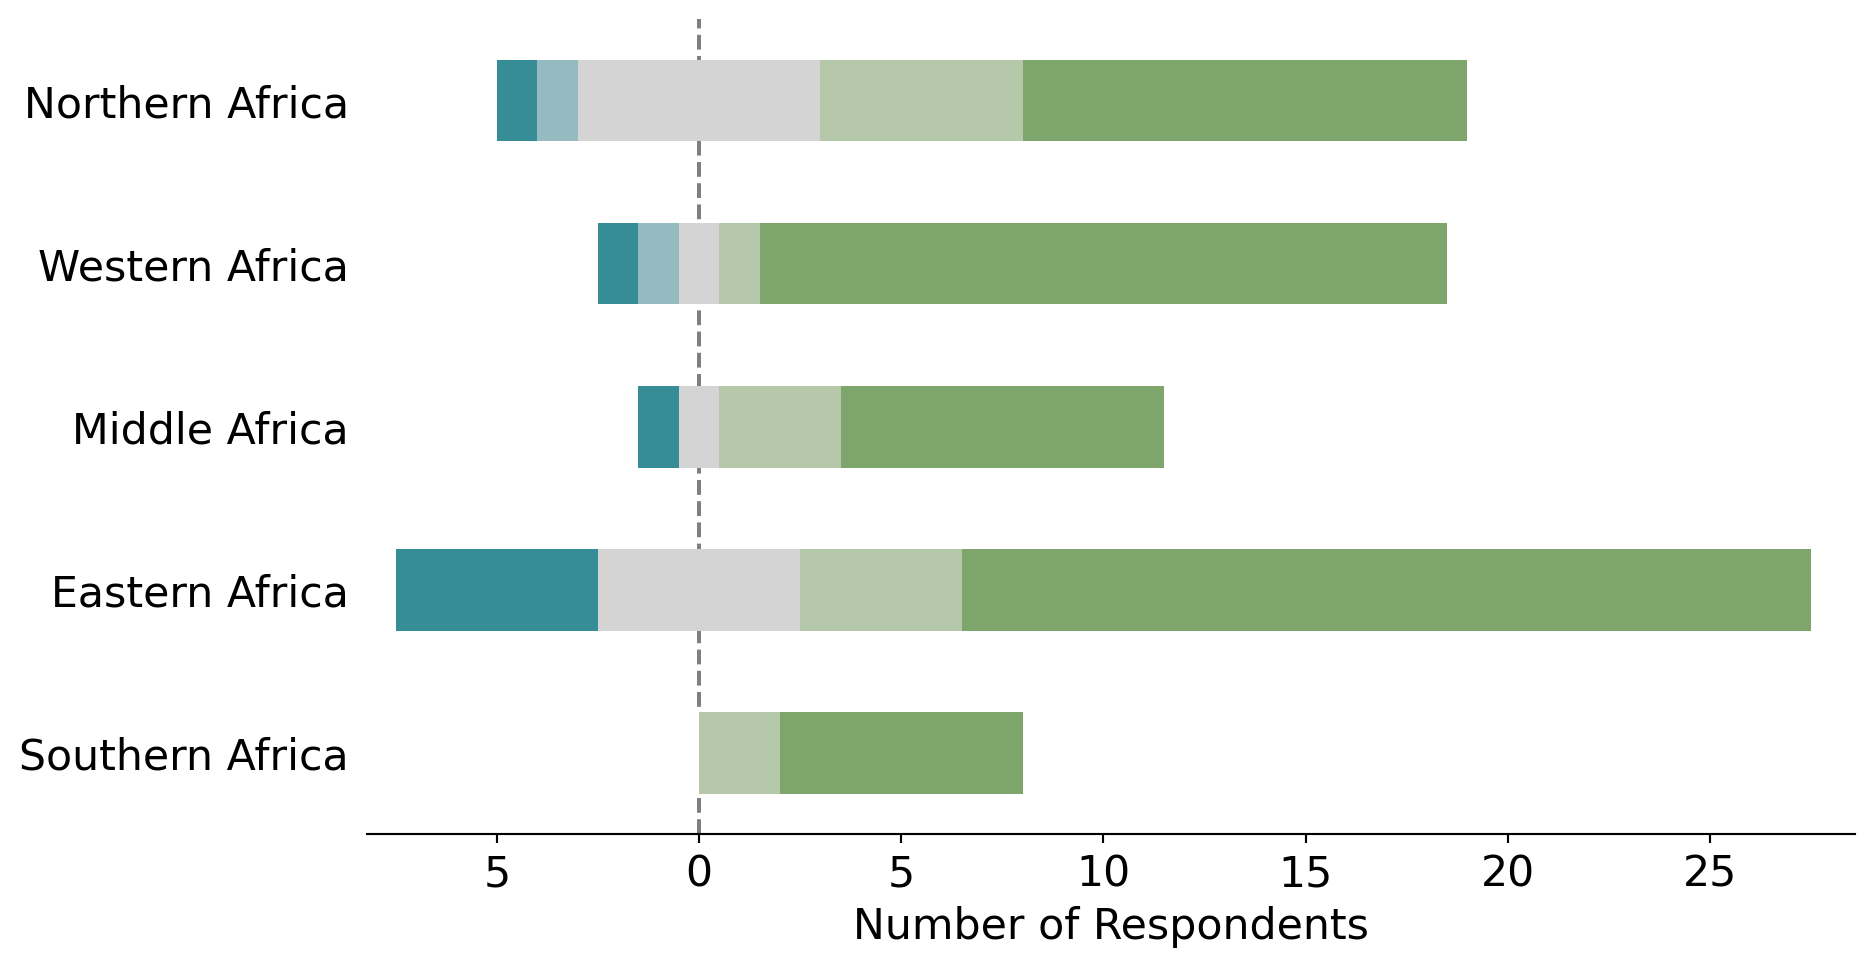 Northern Africa
Western Africa
Middle Africa
Eastern Africa
Southern Africa
5 0 5 10 15 20 25
Number of Respondents